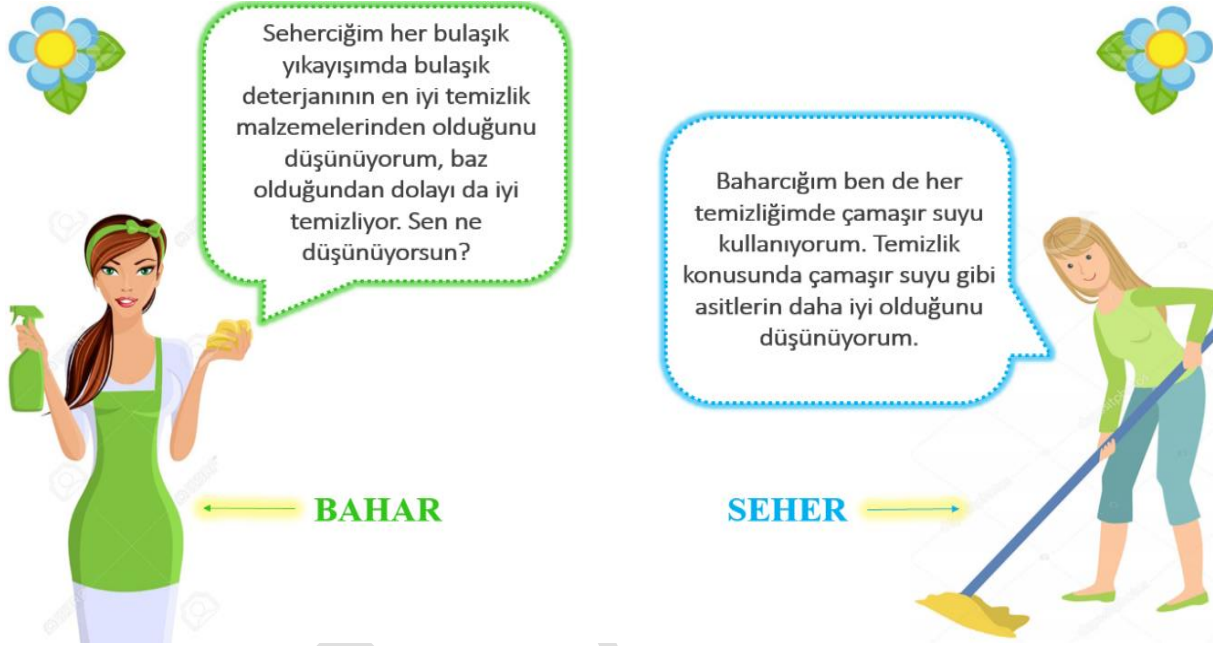 Seherciğim her bulaşık
yıkayışımda bulaşık
deterjanının en iyi temizlik
malzemelerinden olduğunu
düşünüyorum, baz
olduğundan dolayı da iyi
temizliyor. Sen ne
düşünüyorsun?
Baharcığım ben de her
temizliğimde çamaşır suyu
kullanıyorum. Temizlik
konusunda çamaşır suyu gibi
asitlerin daha iyi olduğunu
düşünüyorum.
BAHAR
SEHER